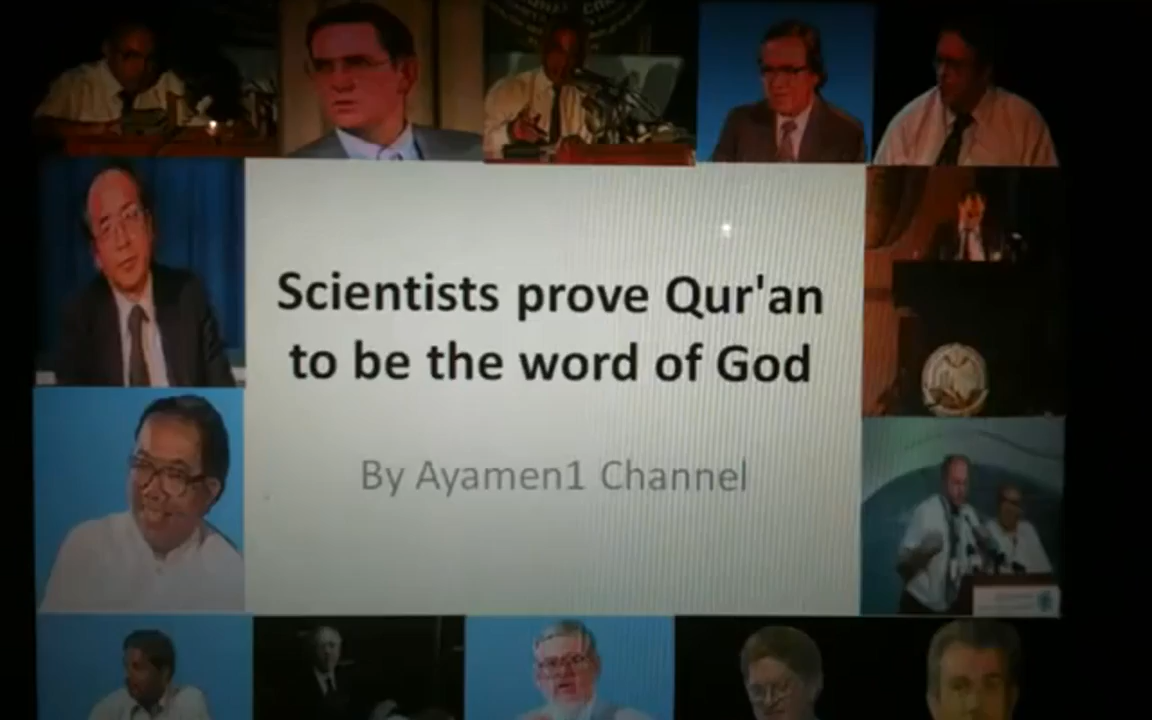 Scientists prove Qur'an
to be the word of God
By Ayamen1 Channel